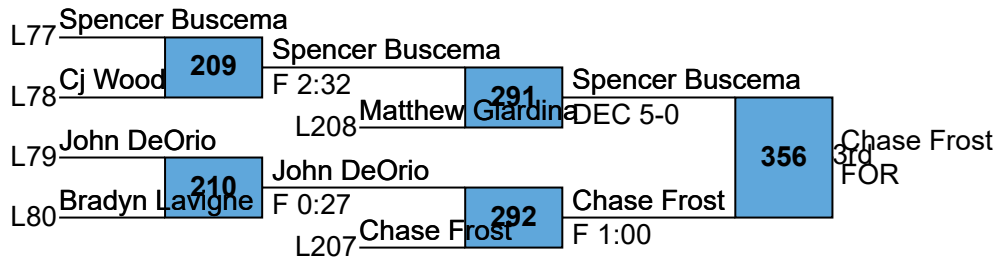 L77 Spencer Buscema
209
L78 Cj Wood
Spencer Buscema
F 2:32
291
L208 Matthew Giardina
Spencer Buscema
DEC 5-0
L79 John DeOrio
210
L80 Bradyn Lavigne
John DeOrio
F 0:27
292
L207 Chase Frost
Chase Frost
F 1:00
356
3rd
Chase Frost
FOR